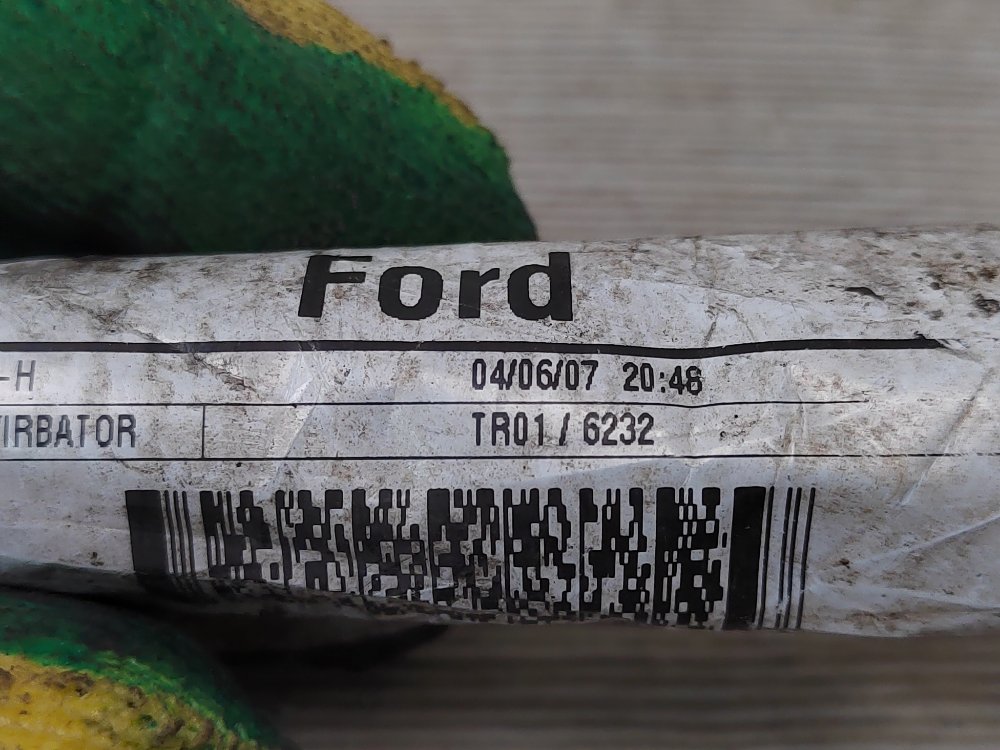 Ford
-H 04/06/07 20:46
IRBATOR TR01 / 6232